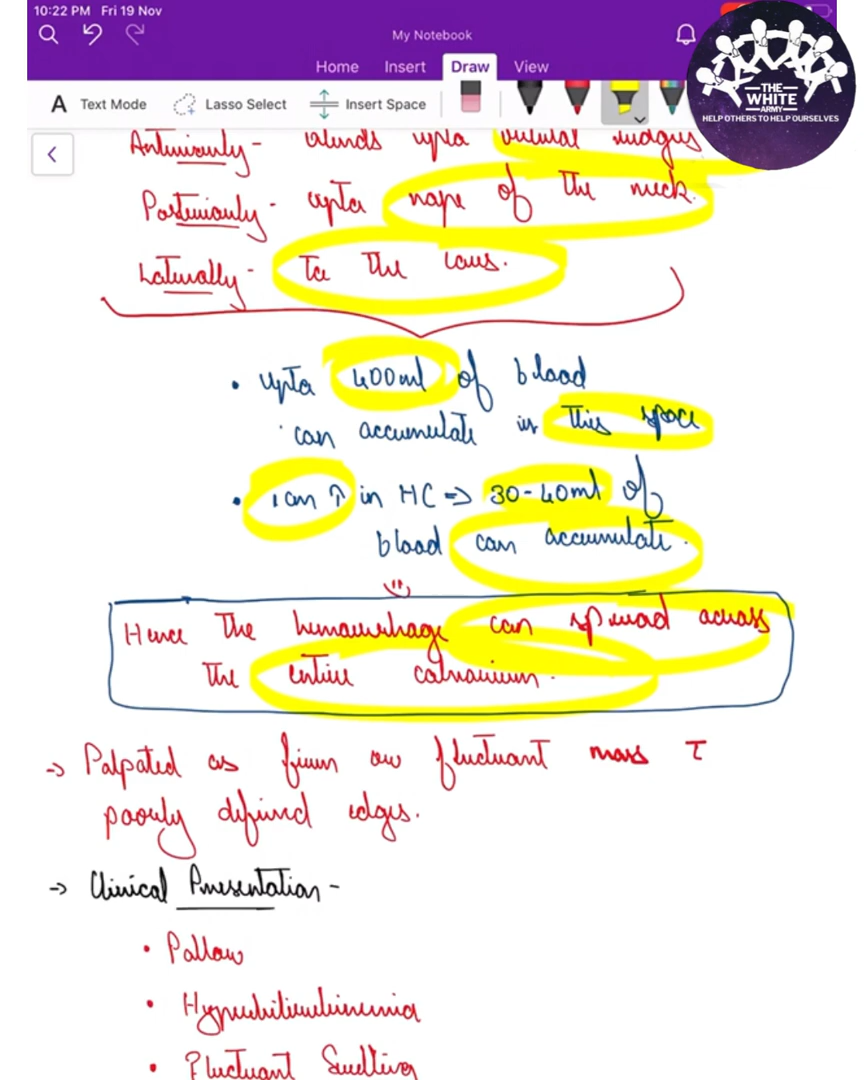 10:22 PM Fri 19 Nov
My Notebook
Home Insert Draw View
A Text Mode Lasso Select Insert Space
THE WHITE ARMY
HELP OTHERS TO HELP OURSELVES
Anteriorly - upto orbital ridges
Posteriorly - upto nape of the neck.
Laterally - To the ears.
• upto 400ml of blood
can accumulate in this space
• 1 cm ↑ in HC => 30-40ml of
blood can accumulate.
Hence the hemorrhage can spread across
the entire calvarium.
-> Palpated as firm or fluctuant mass c
poorly defined edges.
-> Clinical Presentation -
• Pallor
• Hyperbilirubinemia
• Fluctuant Swelling